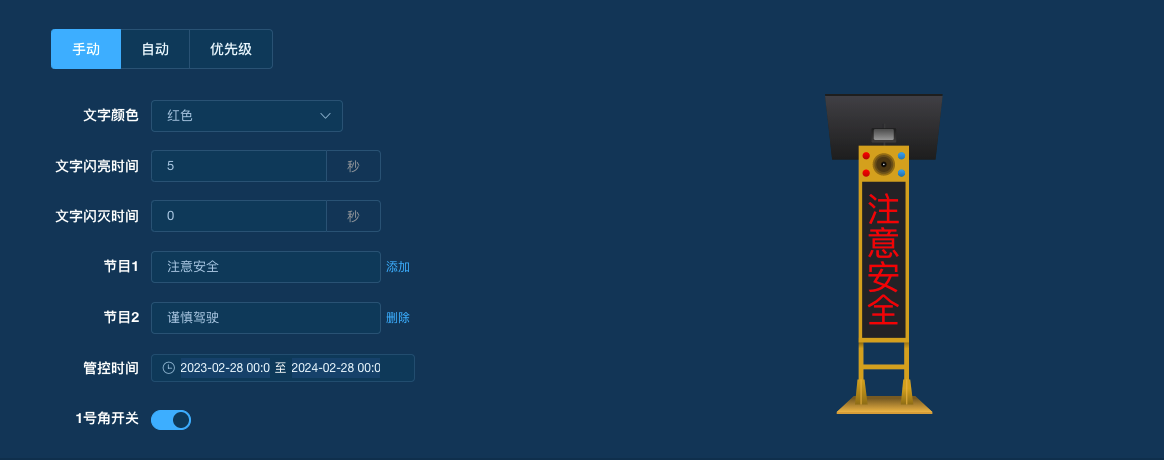 手动 自动 优先级
文字颜色 红色
文字闪亮时间 5 秒
文字闪灭时间 0 秒
节目1 注意安全 添加
节目2 谨慎驾驶 删除
管控时间 2023-02-28 00:0 至 2024-02-28 00:0
1号角开关
注
意
安
全